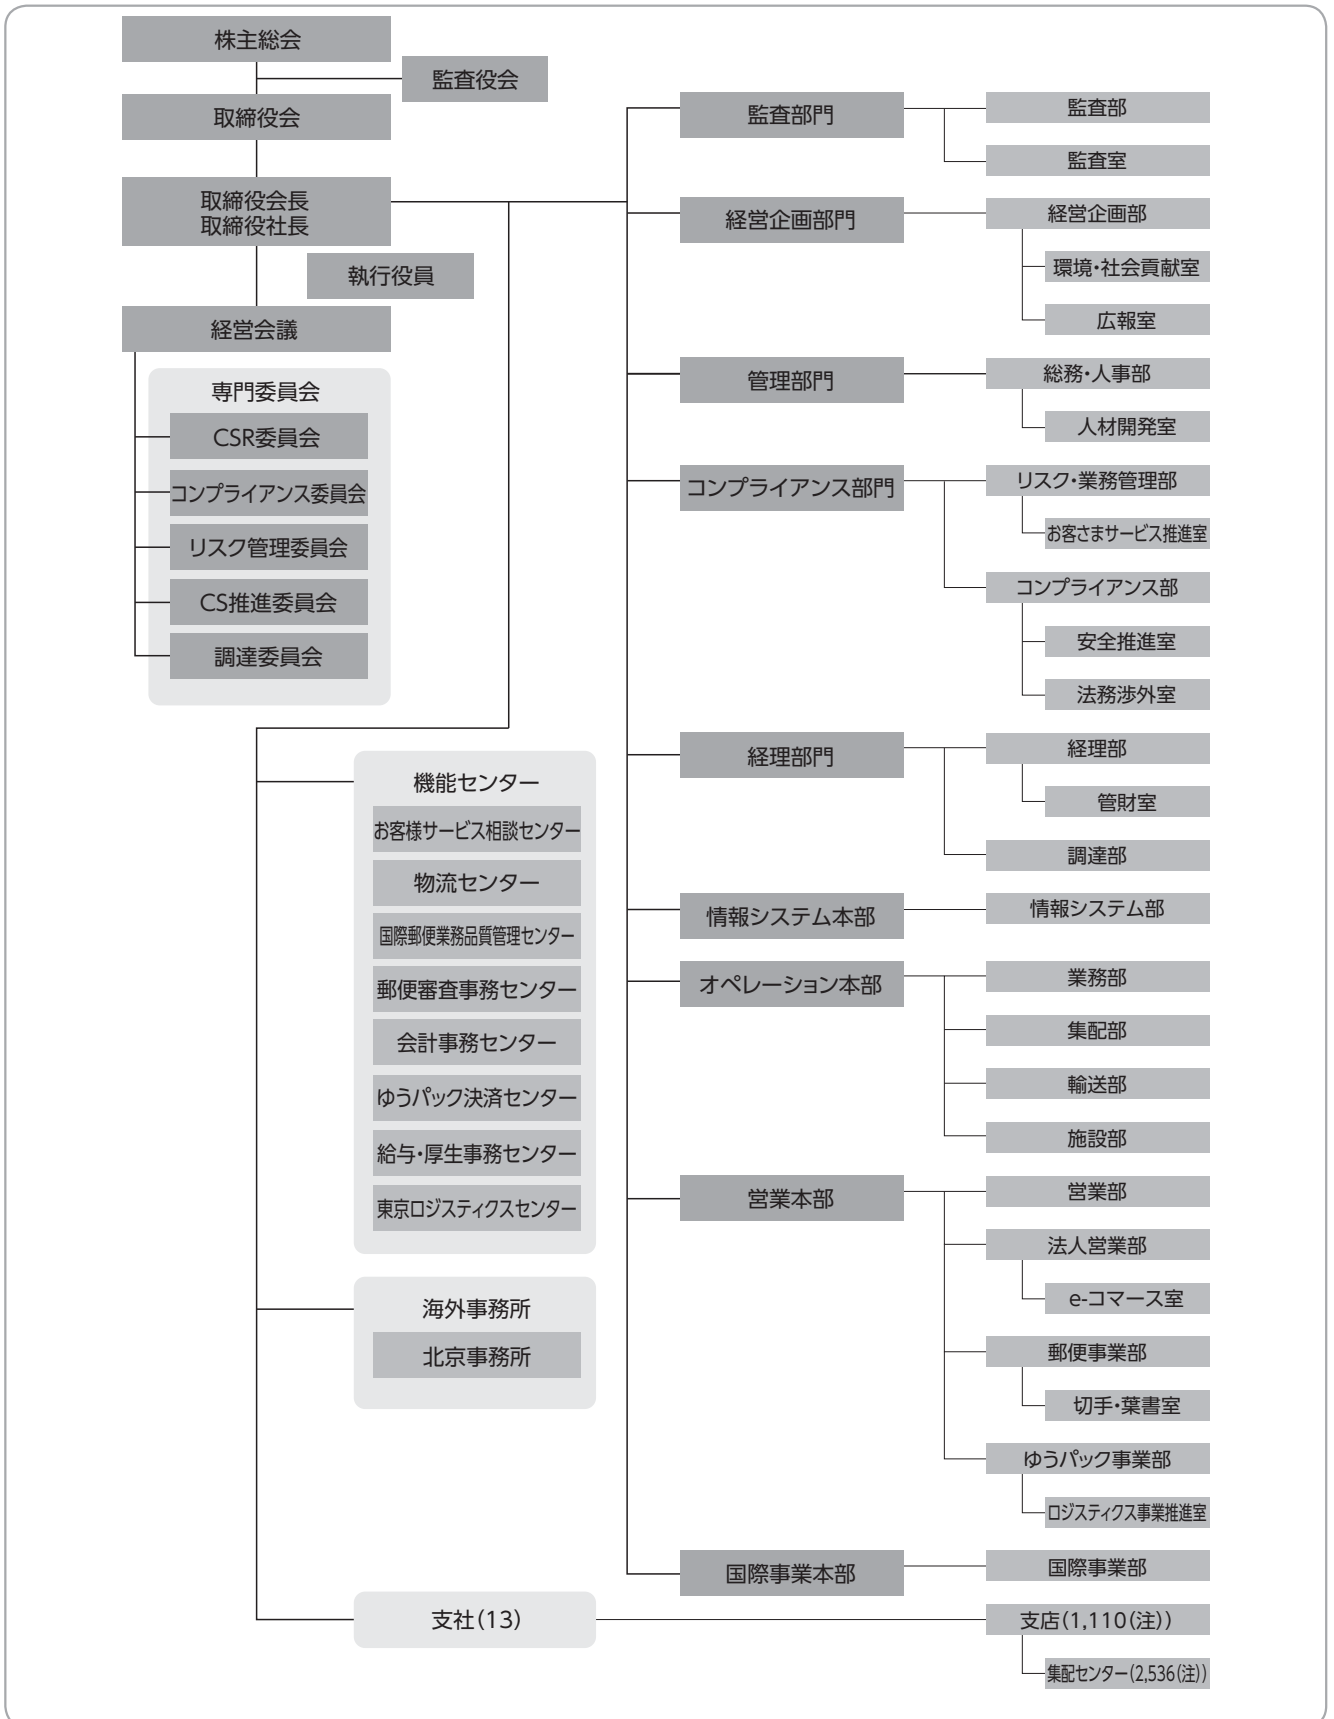 株主総会
監査役会
取締役会
取締役会長
取締役社長
執行役員
経営会議
専門委員会
CSR委員会
コンプライアンス委員会
リスク管理委員会
CS推進委員会
調達委員会
機能センター
お客様サービス相談センター
物流センター
国際郵便業務品質管理センター
郵便審査事務センター
会計事務センター
ゆうパック決済センター
給与・厚生事務センター
東京ロジスティクスセンター
海外事務所
北京事務所
支社(13)
監査部門
監査部
監査室
経営企画部門
経営企画部
環境・社会貢献室
広報室
管理部門
総務・人事部
人材開発室
コンプライアンス部門
リスク・業務管理部
お客さまサービス推進室
コンプライアンス部
安全推進室
法務渉外室
経理部門
経理部
管財室
調達部
情報システム本部
情報システム部
オペレーション本部
業務部
集配部
輸送部
施設部
営業本部
営業部
法人営業部
e-コマース室
郵便事業部
切手・葉書室
ゆうパック事業部
ロジスティクス事業推進室
国際事業本部
国際事業部
支店(1,110(注))
集配センター(2,536(注))